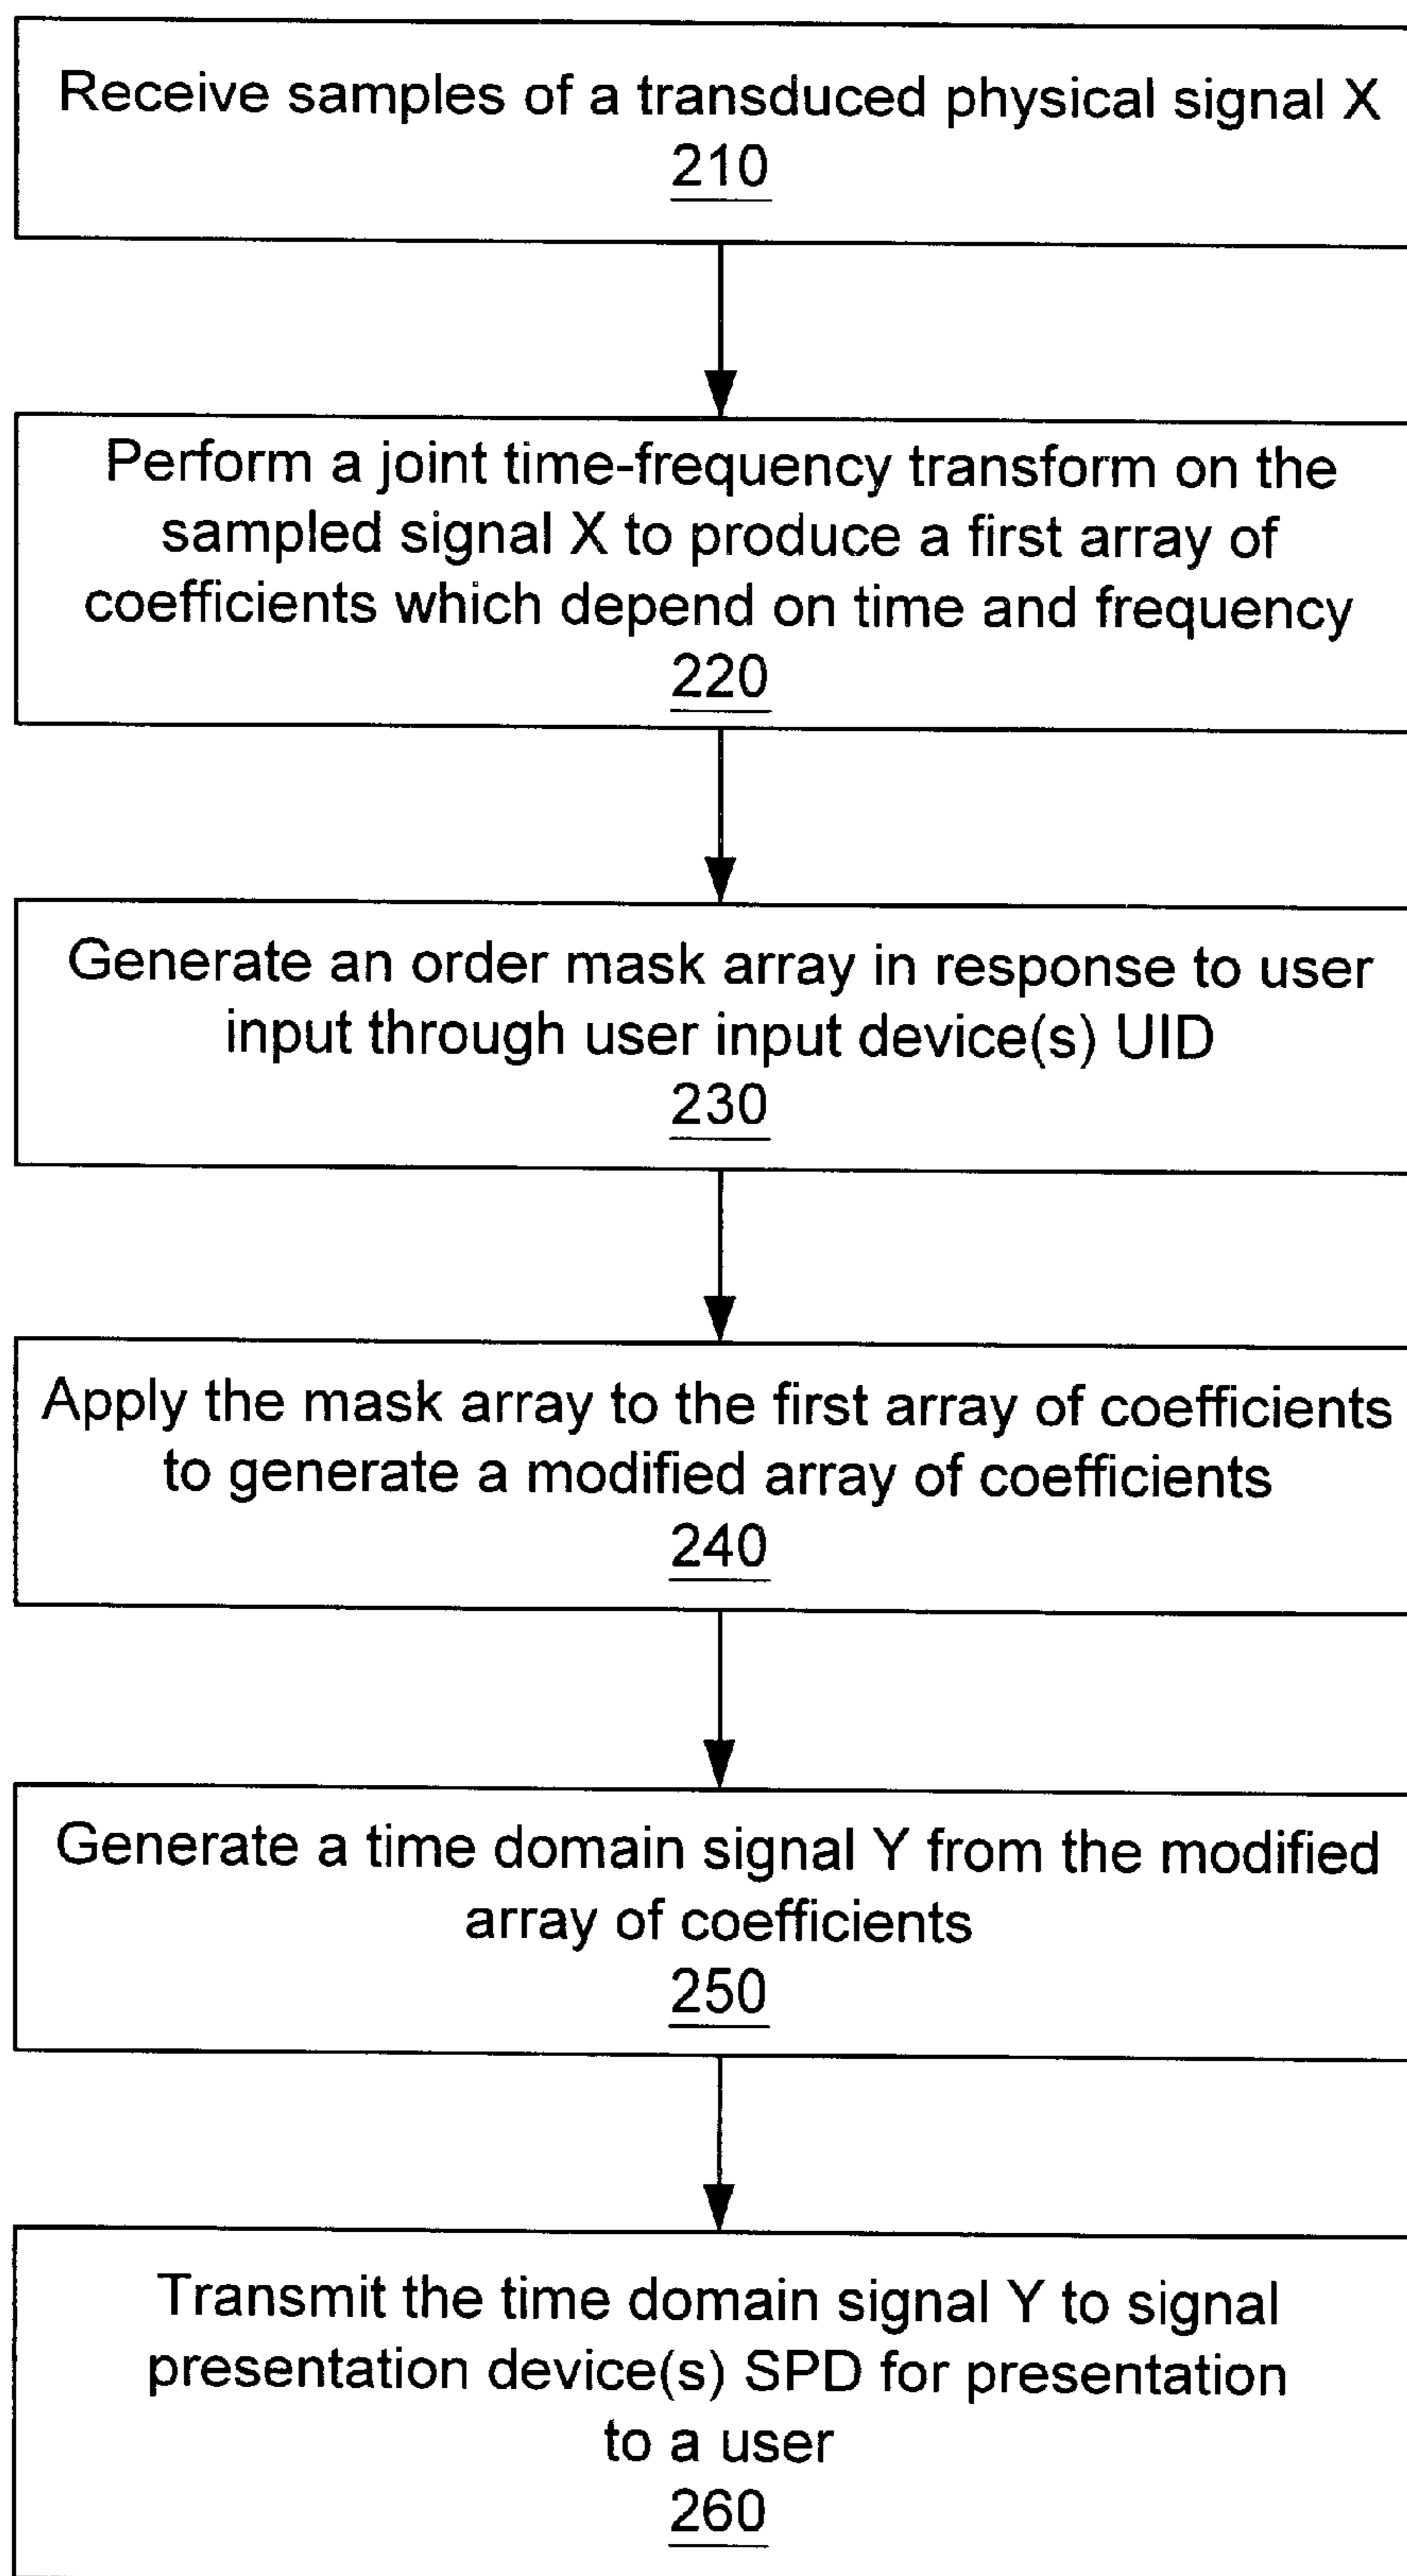 Receive samples of a transduced physical signal X
210
Perform a joint time-frequency transform on the
sampled signal X to produce a first array of
coefficients which depend on time and frequency
220
Generate an order mask array in response to user
input through user input device(s) UID
230
Apply the mask array to the first array of coefficients
to generate a modified array of coefficients
240
Generate a time domain signal Y from the modified
array of coefficients
250
Transmit the time domain signal Y to signal
presentation device(s) SPD for presentation
to a user
260